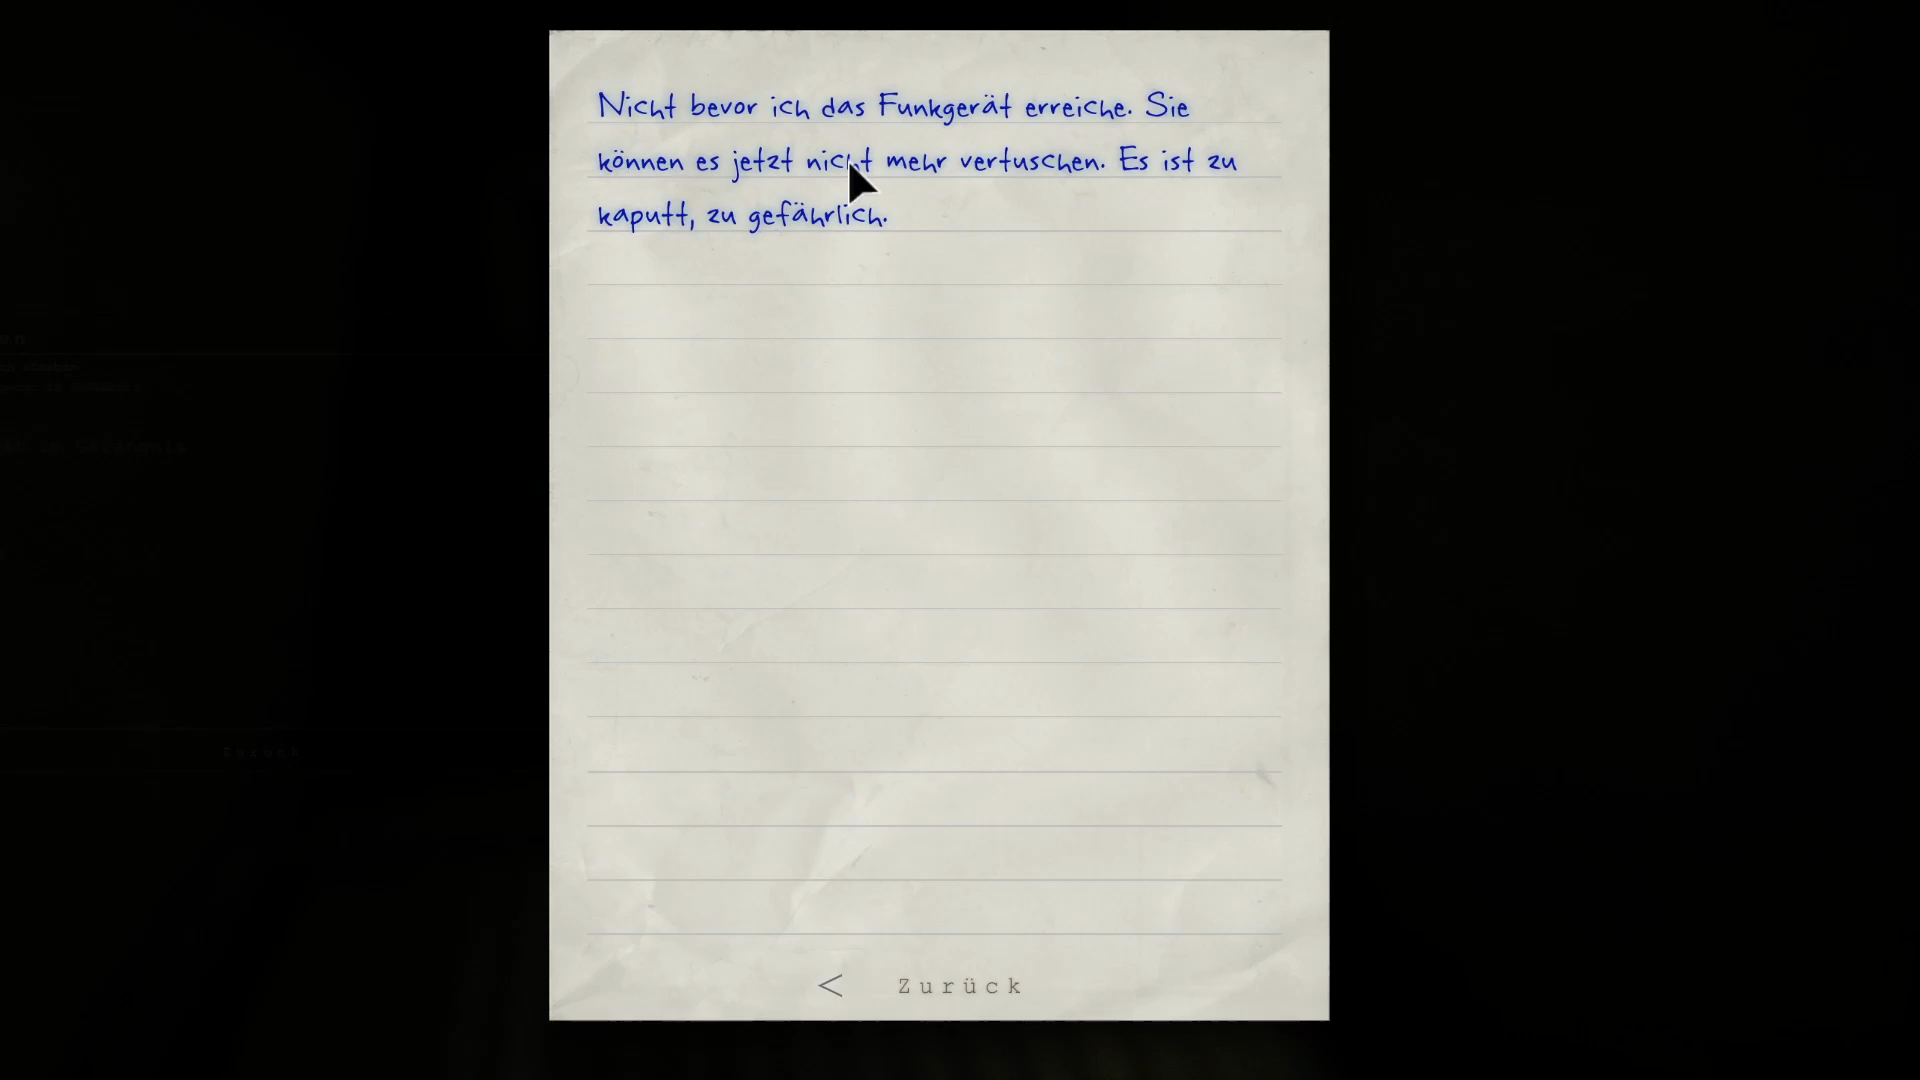 Nicht bevor ich das Funkgerät erreiche. Sie
können es jetzt nicht mehr vertuschen. Es ist zu
kaputt, zu gefährlich.
< Zurück
Zurück